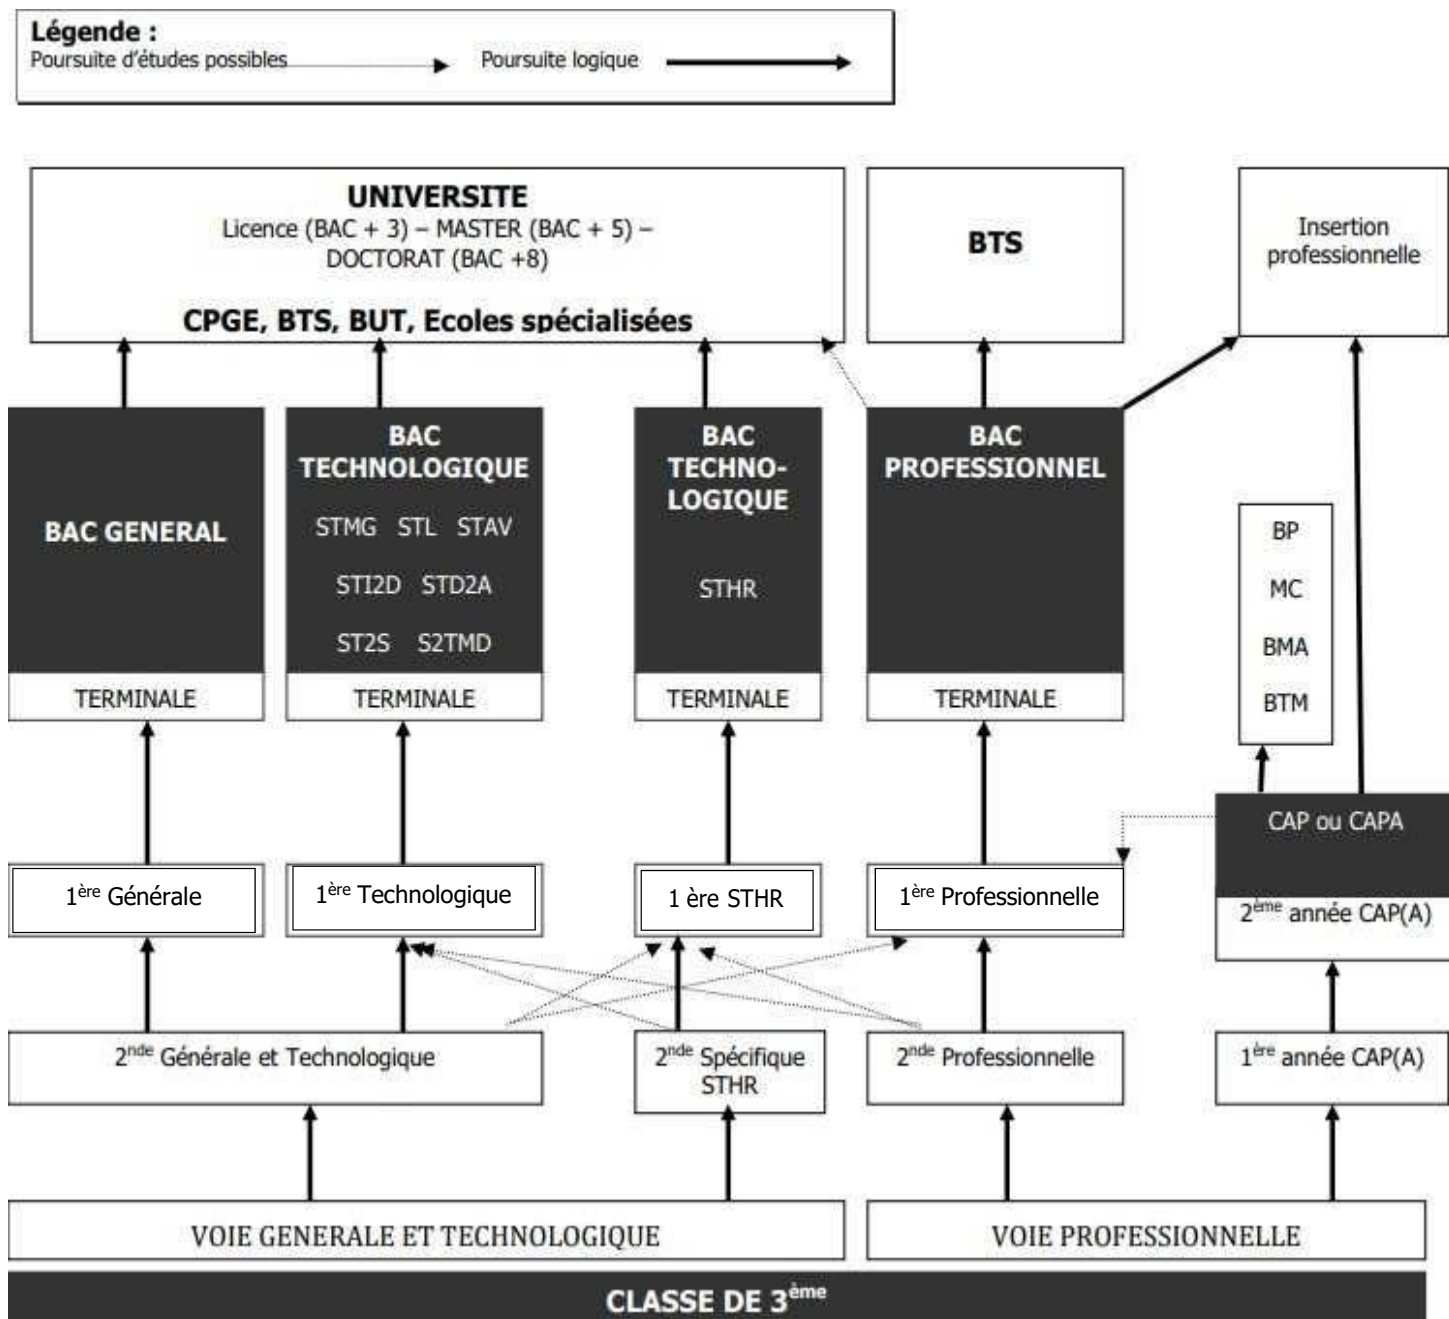 Légende :
Poursuite d'études possibles Poursuite logique
UNIVERSITE
Licence (BAC + 3) – MASTER (BAC + 5) –
DOCTORAT (BAC +8)
CPGE, BTS, BUT, Ecoles spécialisées
BTS
Insertion
professionnelle
BAC GENERAL
TERMINALE
BAC
TECHNOLOGIQUE
STMG STL STAV
STI2D STD2A
ST2S S2TMD
TERMINALE
BAC
TECHNO-
LOGIQUE
STHR
TERMINALE
BAC
PROFESSIONNEL
TERMINALE
BP
MC
BMA
BTM
CAP ou CAPA
2ème année CAP(A)
1ère Générale
1ère Technologique
1 ère STHR
1ère Professionnelle
2nde Générale et Technologique
2nde Spécifique
STHR
2nde Professionnelle
1ère année CAP(A)
VOIE GENERALE ET TECHNOLOGIQUE
VOIE PROFESSIONNELLE
CLASSE DE 3ème